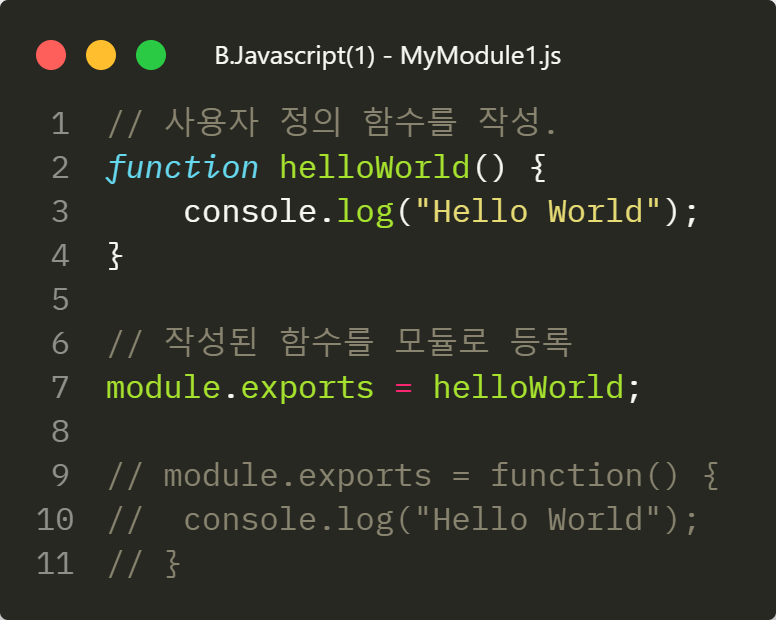 B.Javascript(1) - MyModule1.js
1 // 사용자 정의 함수를 작성.
2 function helloWorld() {
3     console.log("Hello World");
4 }
5
6 // 작성된 함수를 모듈로 등록
7 module.exports = helloWorld;
8
9 // module.exports = function() {
10 //  console.log("Hello World");
11 // }